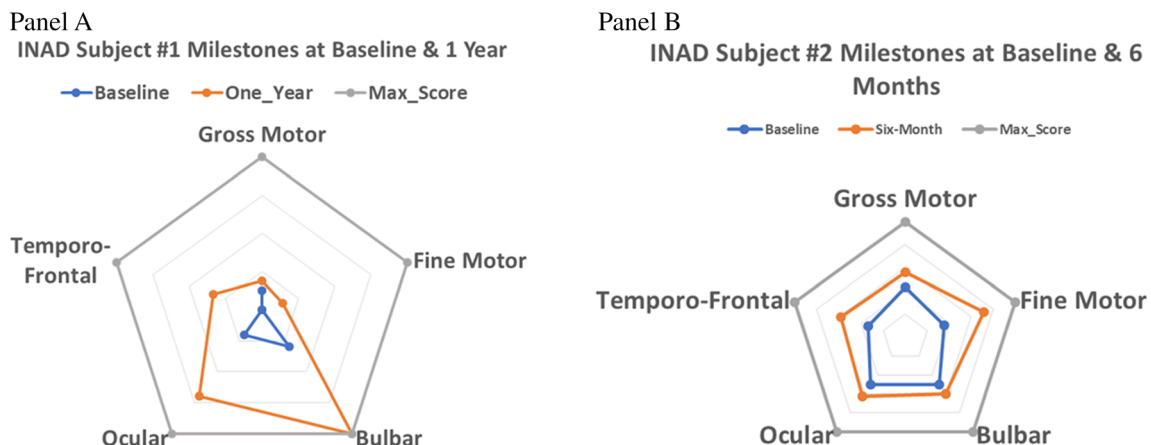 Panel A
INAD Subject #1 Milestones at Baseline & 1 Year
Baseline One_Year Max_Score
Gross Motor
Temporo-
Frontal
Fine Motor
Ocular
Bulbar
Panel B
INAD Subject #2 Milestones at Baseline & 6
Months
Baseline Six-Month Max_Score
Gross Motor
Temporo-Frontal
Fine Motor
Ocular
Bulbar